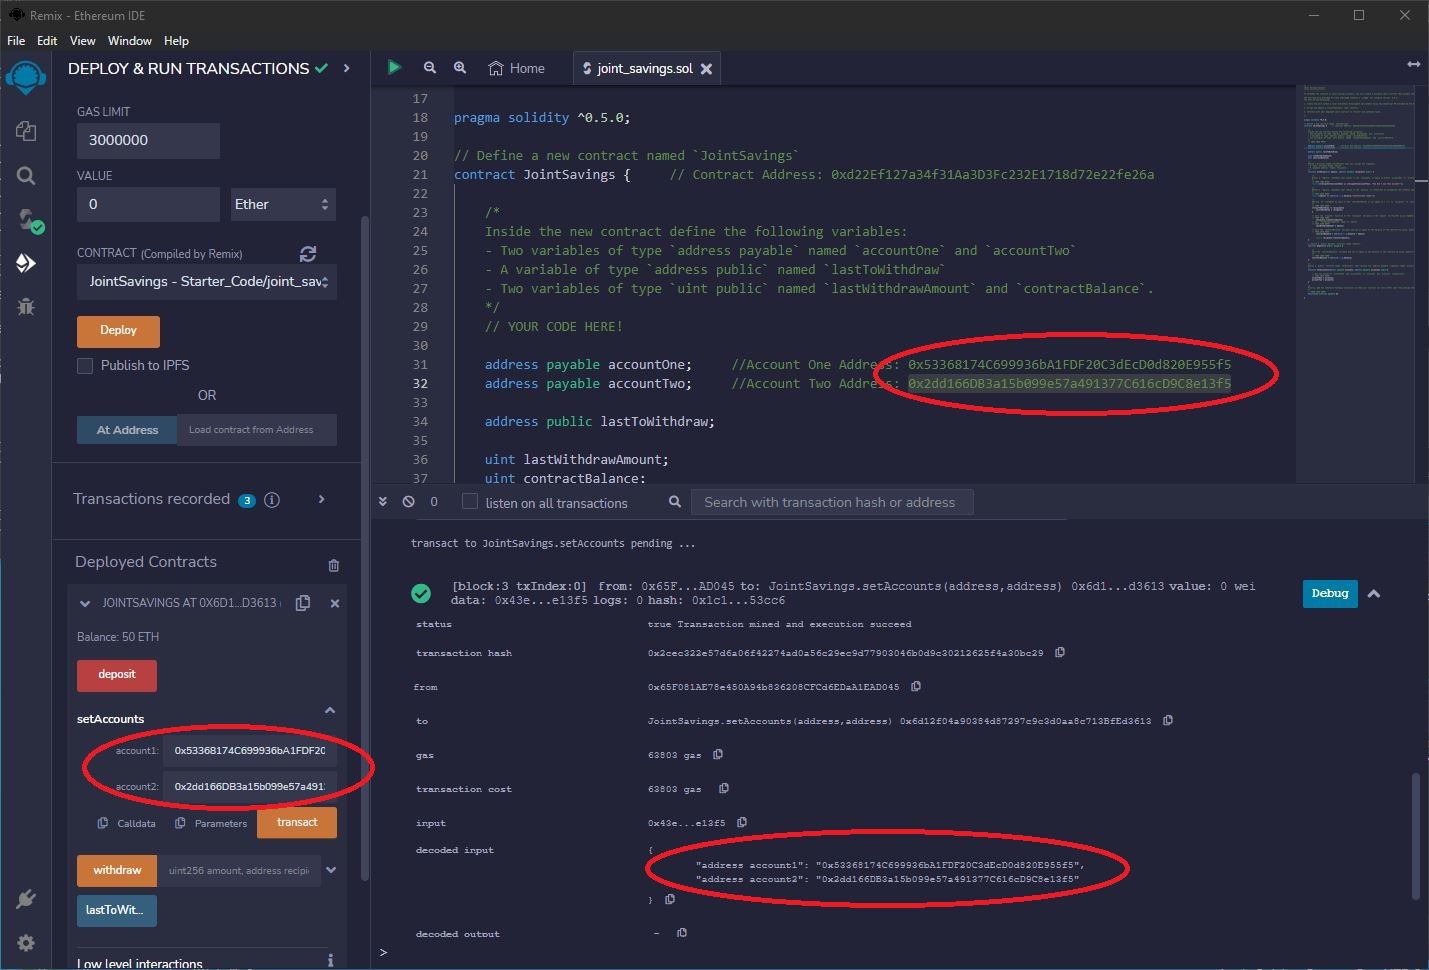 Remix - Ethereum IDE
File Edit View Window Help
DEPLOY & RUN TRANSACTIONS
GAS LIMIT
3000000
VALUE
0 Ether
CONTRACT (Compiled by Remix)
JointSavings - Starter_Code/joint_sav
Deploy
Publish to IPFS
OR
At Address Load contract from Address
Transactions recorded 3 i
Deployed Contracts
JOINTSAVINGS AT 0X6D1...D3613 (
Balance: 50 ETH
deposit
setAccounts
account1: 0x53368174C699936bA1FDF20
account2: 0x2dd166DB3a15b099e57a491
Calldata Parameters transact
withdraw uint256 amount, address recipie
lastToWit...
Low level interactions i
Home joint_savings.sol
17
18 pragma solidity ^0.5.0;
19
20 // Define a new contract named `JointSavings`
21 contract JointSavings { // Contract Address: 0xd22Ef127a34f31Aa3D3Fc232E1718d72e22fe26a
22
23 /*
24 Inside the new contract define the following variables:
25 - Two variables of type `address payable` named `accountOne` and `accountTwo`
26 - A variable of type `address public` named `lastToWithdraw`
27 - Two variables of type `uint public` named `lastWithdrawAmount` and `contractBalance`.
28 */
29 // YOUR CODE HERE!
30
31 address payable accountOne; //Account One Address: 0x53368174C699936bA1FDF20C3dEcD0d820E955f5
32 address payable accountTwo; //Account Two Address: 0x2dd166DB3a15b099e57a491377C616cD9C8e13f5
33
34 address public lastToWithdraw;
35
36 uint lastWithdrawAmount;
37 uint contractBalance;
0 listen on all transactions Search with transaction hash or address
transact to JointSavings.setAccounts pending ...
[block:3 txIndex:0] from: 0x65F...AD045 to: JointSavings.setAccounts(address,address) 0x6d1...d3613 value: 0 wei
data: 0x43e...e13f5 logs: 0 hash: 0x1c1...53cc6
Debug
status true Transaction mined and execution succeed
transaction hash 0x2cec322e57d6a06f42274ad0a56c29ec9d77903046b0d9c30212625f4a30bc29
from 0x65F081AE78e450A94b836208CFCd6EDaA1EAD045
to JointSavings.setAccounts(address,address) 0x6d12f04a90384d87297c9c3d0aa8c713BfEd3613
gas 63803 gas
transaction cost 63803 gas
input 0x43e...e13f5
decoded input {
"address account1": "0x53368174C699936bA1FDF20C3dEcD0d820E955f5",
"address account2": "0x2dd166DB3a15b099e57a491377C616cD9C8e13f5"
}
decoded output -
>